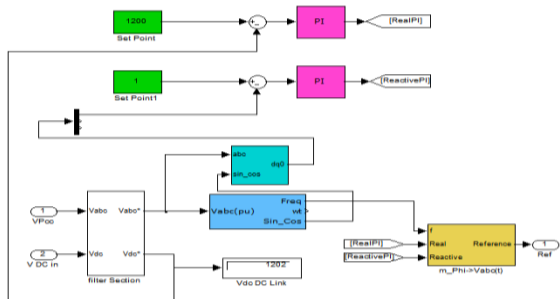 1200
Set Point
PI
[RealPI]
1
Set Point1
PI
[ReactivePI]
abc
sin_cos
dq0
1
VPcc
2
V DC in
Vabc
Vabc*
Vdc
Vdc*
filter Section
Vabc(pu)
Freq
wt
Sin_Cos
1202
Vdc DC Link
[RealPI]
[ReactivePI]
f
Real
Reactive
Reference
m_Phi->Vabc(t)
1
Ref